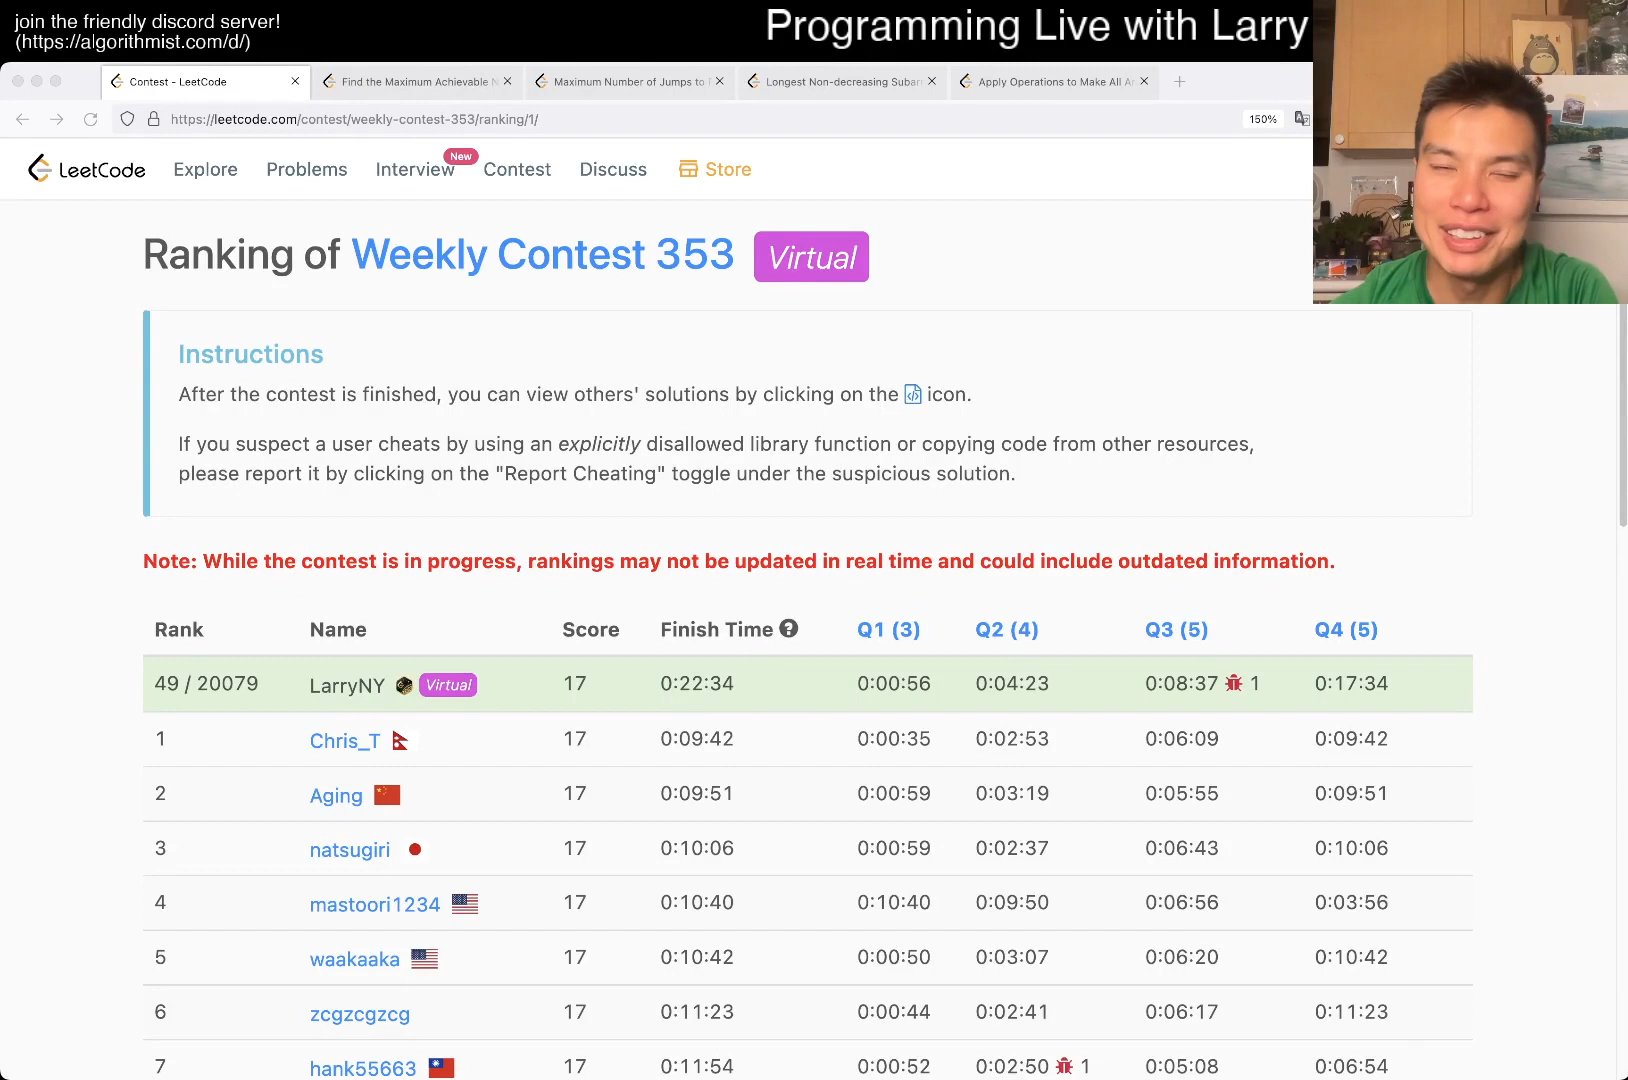 join the friendly discord server!
(https://algorithmist.com/d/)
Programming Live with Larry
Contest - LeetCode
Find the Maximum Achievable N
Maximum Number of Jumps to
Longest Non-decreasing Subar
Apply Operations to Make All A
https://leetcode.com/contest/weekly-contest-353/ranking/1/
150%
LeetCode Explore Problems Interview New Contest Discuss Store
Ranking of Weekly Contest 353 Virtual
Instructions
After the contest is finished, you can view others' solutions by clicking on the icon.
If you suspect a user cheats by using an explicitly disallowed library function or copying code from other resources,
please report it by clicking on the "Report Cheating" toggle under the suspicious solution.
Note: While the contest is in progress, rankings may not be updated in real time and could include outdated information.
Rank Name Score Finish Time Q1 (3) Q2 (4) Q3 (5) Q4 (5)
49 / 20079 LarryNY Virtual 17 0:22:34 0:00:56 0:04:23 0:08:37 1 0:17:34
1 Chris_T 17 0:09:42 0:00:35 0:02:53 0:06:09 0:09:42
2 Aging 17 0:09:51 0:00:59 0:03:19 0:05:55 0:09:51
3 natsugiri 17 0:10:06 0:00:59 0:02:37 0:06:43 0:10:06
4 mastoori1234 17 0:10:40 0:10:40 0:09:50 0:06:56 0:03:56
5 waakaaka 17 0:10:42 0:00:50 0:03:07 0:06:20 0:10:42
6 zcgzcgzcg 17 0:11:23 0:00:44 0:02:41 0:06:17 0:11:23
7 hank55663 17 0:11:54 0:00:52 0:02:50 1 0:05:08 0:06:54